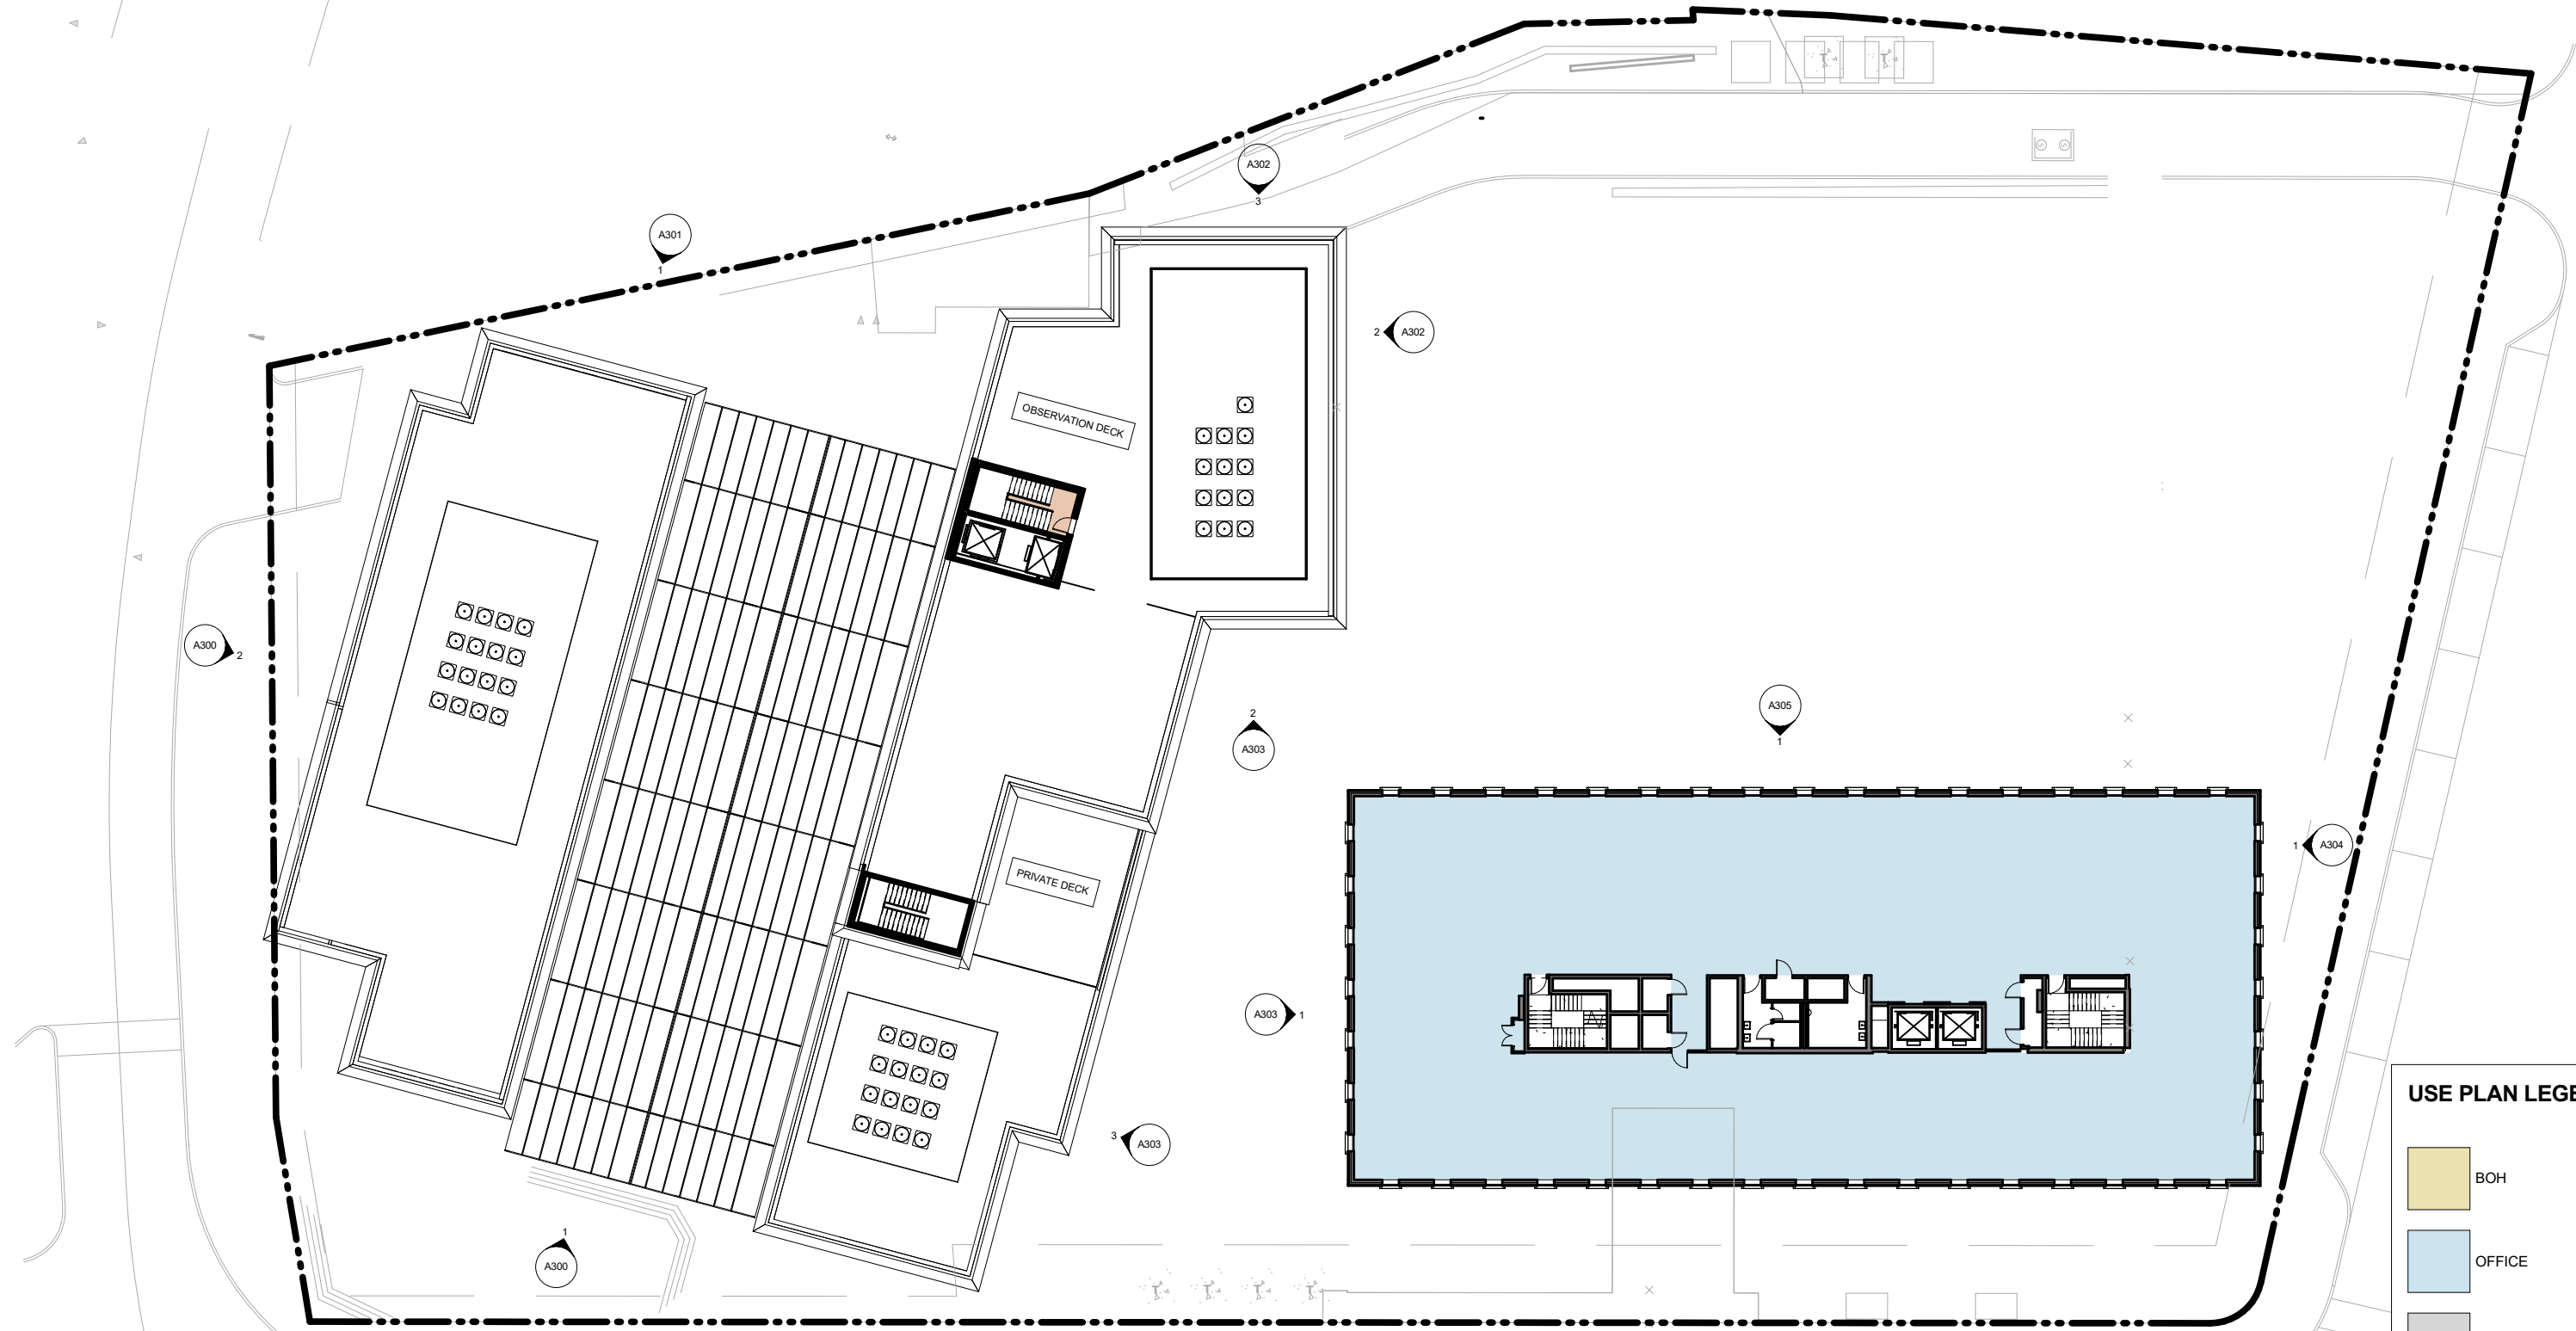 A302
3
A301
1
2
A302
OBSERVATION DECK
A300
2
A305
1
2
A303
1
A304
PRIVATE DECK
A303
1
USE PLAN LEGE
3
A303
BOH
1
A300
OFFICE